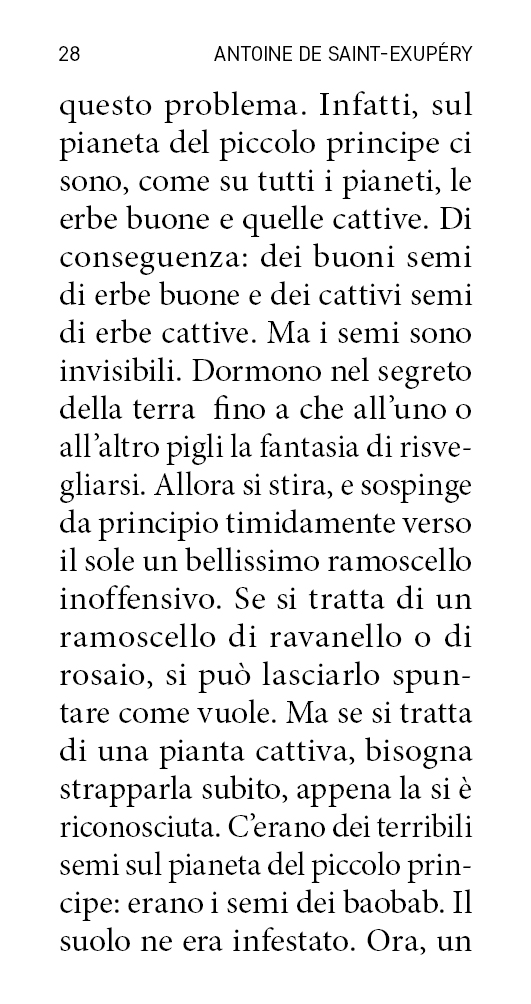 28 ANTOINE DE SAINT-EXUPÉRY
questo problema. Infatti, sul
pianeta del piccolo principe ci
sono, come su tutti i pianeti, le
erbe buone e quelle cattive. Di
conseguenza: dei buoni semi
di erbe buone e dei cattivi semi
di erbe cattive. Ma i semi sono
invisibili. Dormono nel segreto
della terra  fino a che all’uno o
all’altro pigli la fantasia di risve-
gliarsi. Allora si stira, e sospinge
da principio timidamente verso
il sole un bellissimo ramoscello
inoffensivo. Se si tratta di un
ramoscello di ravanello o di
rosaio, si può lasciarlo spun-
tare come vuole. Ma se si tratta
di una pianta cattiva, bisogna
strapparla subito, appena la si è
riconosciuta. C’erano dei terribili
semi sul pianeta del piccolo prin-
cipe: erano i semi dei baobab. Il
suolo ne era infestato. Ora, un